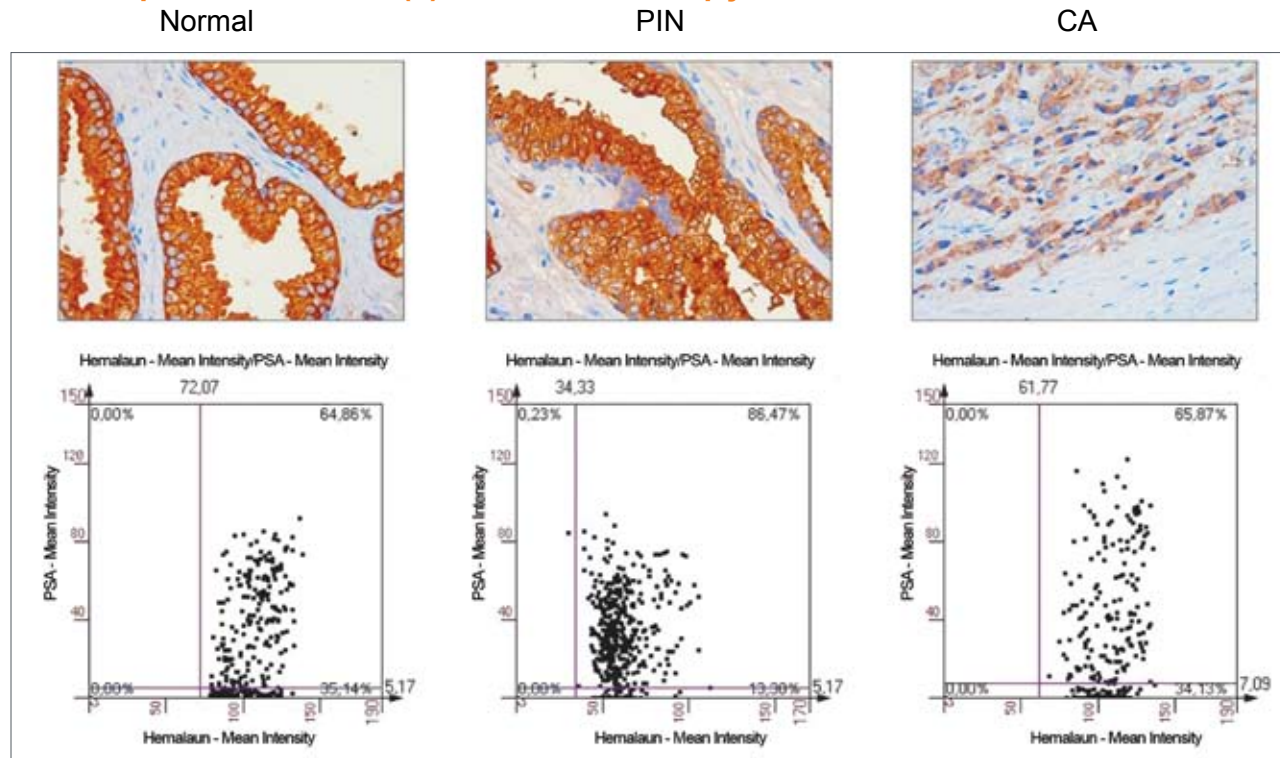 Normal PIN CA
Hemalaun - Mean Intensity/PSA - Mean Intensity
72,07
150
0,00% 64,86%
120
80
40
PSA - Mean Intensity
0,00% 35,14% 5,17
50 100 150 190
Hemalaun - Mean Intensity
Hemalaun - Mean Intensity/PSA - Mean Intensity
34,33
150
0,23% 86,47%
120
80
40
PSA - Mean Intensity
0,00% 13,30% 5,17
50 100 150 170
Hemalaun - Mean Intensity
Hemalaun - Mean Intensity/PSA - Mean Intensity
61,77
150
0,00% 65,87%
120
80
40
PSA - Mean Intensity
0,00% 34,13% 7,09
50 100 150 190
Hemalaun - Mean Intensity